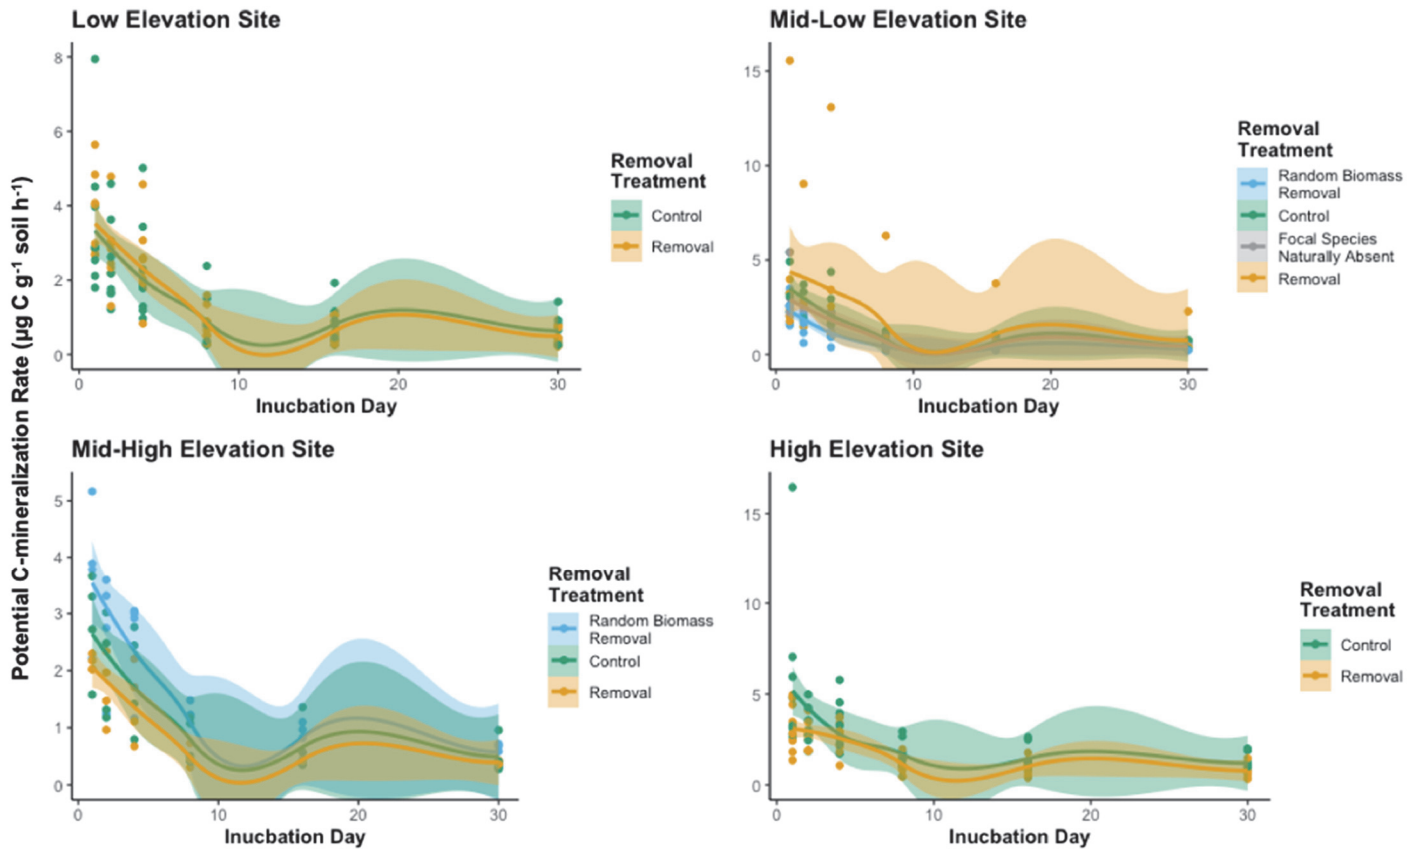 Potential C-mineralization Rate (µg C g⁻¹ soil h⁻¹)
Low Elevation Site
8
6
4
2
0
0 10 20 30
Inucbation Day
Removal
Treatment
Control
Removal
Mid-Low Elevation Site
15
10
5
0
0 10 20 30
Inucbation Day
Removal
Treatment
Random Biomass
Removal
Control
Focal Species
Naturally Absent
Removal
Mid-High Elevation Site
5
4
3
2
1
0
0 10 20 30
Inucbation Day
Removal
Treatment
Random Biomass
Removal
Control
Removal
High Elevation Site
15
10
5
0
0 10 20 30
Inucbation Day
Removal
Treatment
Control
Removal